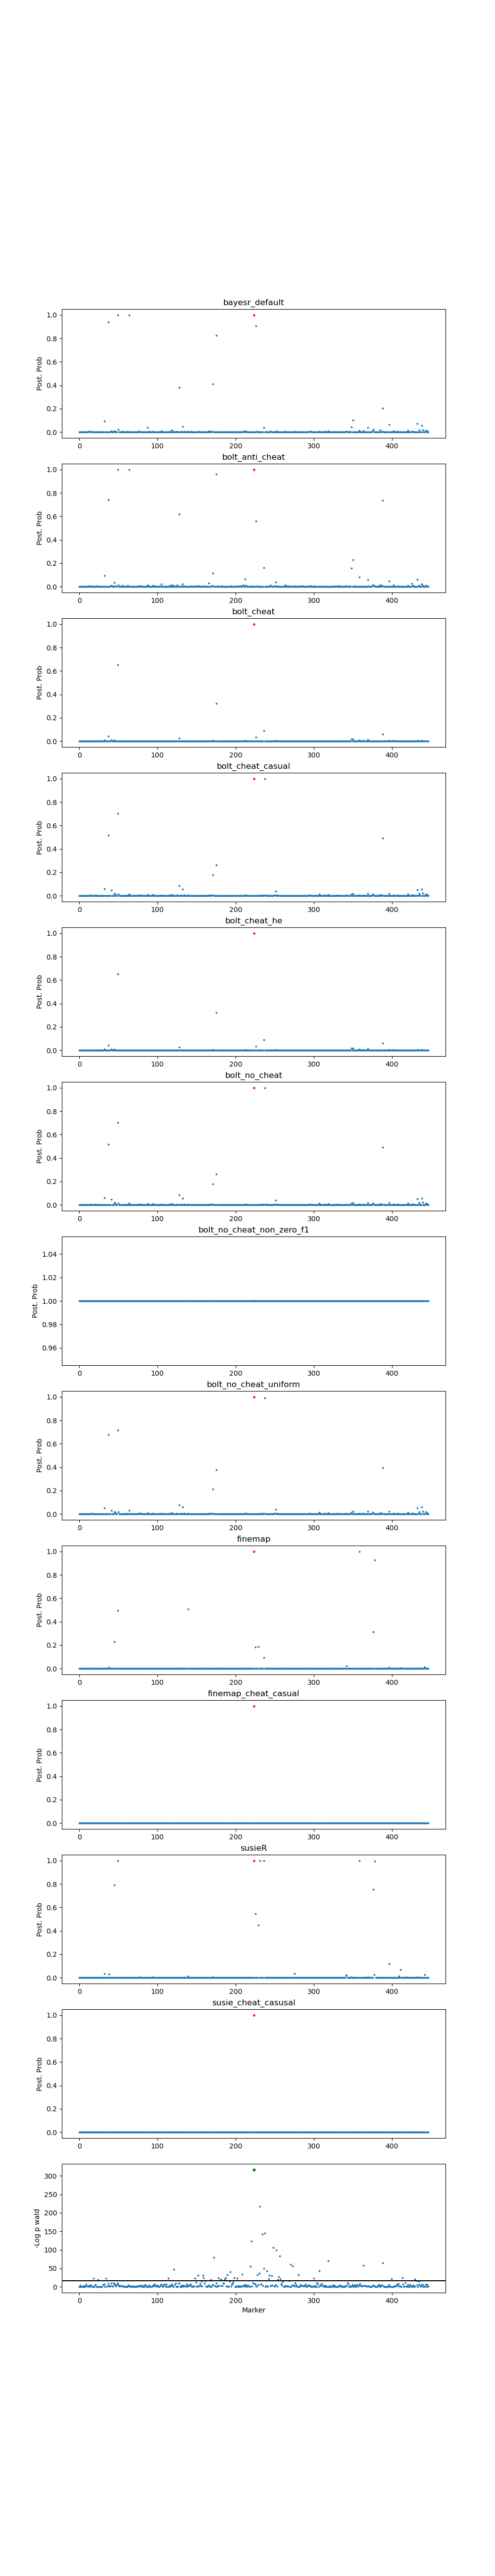 bayesr_default
Post. Prob
1.0
0.8
0.6
0.4
0.2
0.0
0 100 200 300 400
bolt_anti_cheat
Post. Prob
1.0
0.8
0.6
0.4
0.2
0.0
0 100 200 300 400
bolt_cheat
Post. Prob
1.0
0.8
0.6
0.4
0.2
0.0
0 100 200 300 400
bolt_cheat_casual
Post. Prob
1.0
0.8
0.6
0.4
0.2
0.0
0 100 200 300 400
bolt_cheat_he
Post. Prob
1.0
0.8
0.6
0.4
0.2
0.0
0 100 200 300 400
bolt_no_cheat
Post. Prob
1.0
0.8
0.6
0.4
0.2
0.0
0 100 200 300 400
bolt_no_cheat_non_zero_f1
Post. Prob
1.04
1.02
1.00
0.98
0.96
0 100 200 300 400
bolt_no_cheat_uniform
Post. Prob
1.0
0.8
0.6
0.4
0.2
0.0
0 100 200 300 400
finemap
Post. Prob
1.0
0.8
0.6
0.4
0.2
0.0
0 100 200 300 400
finemap_cheat_casual
Post. Prob
1.0
0.8
0.6
0.4
0.2
0.0
0 100 200 300 400
susieR
Post. Prob
1.0
0.8
0.6
0.4
0.2
0.0
0 100 200 300 400
susie_cheat_casusal
Post. Prob
1.0
0.8
0.6
0.4
0.2
0.0
0 100 200 300 400
-Log p wald
300
250
200
150
100
50
0
0 100 200 300 400
Marker